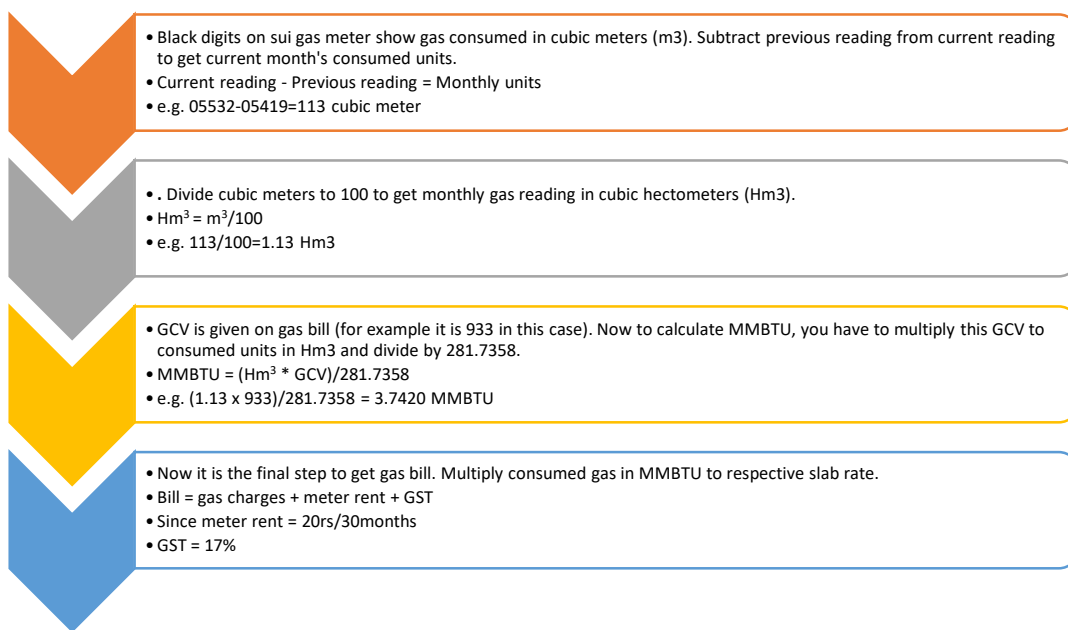 • Black digits on sui gas meter show gas consumed in cubic meters (m3). Subtract previous reading from current reading
to get current month's consumed units.
• Current reading - Previous reading = Monthly units
• e.g. 05532-05419=113 cubic meter
• . Divide cubic meters to 100 to get monthly gas reading in cubic hectometers (Hm3).
• Hm³ = m³/100
• e.g. 113/100=1.13 Hm3
• GCV is given on gas bill (for example it is 933 in this case). Now to calculate MMBTU, you have to multiply this GCV to
consumed units in Hm3 and divide by 281.7358.
• MMBTU = (Hm³ * GCV)/281.7358
• e.g. (1.13 x 933)/281.7358 = 3.7420 MMBTU
• Now it is the final step to get gas bill. Multiply consumed gas in MMBTU to respective slab rate.
• Bill = gas charges + meter rent + GST
• Since meter rent = 20rs/30months
• GST = 17%